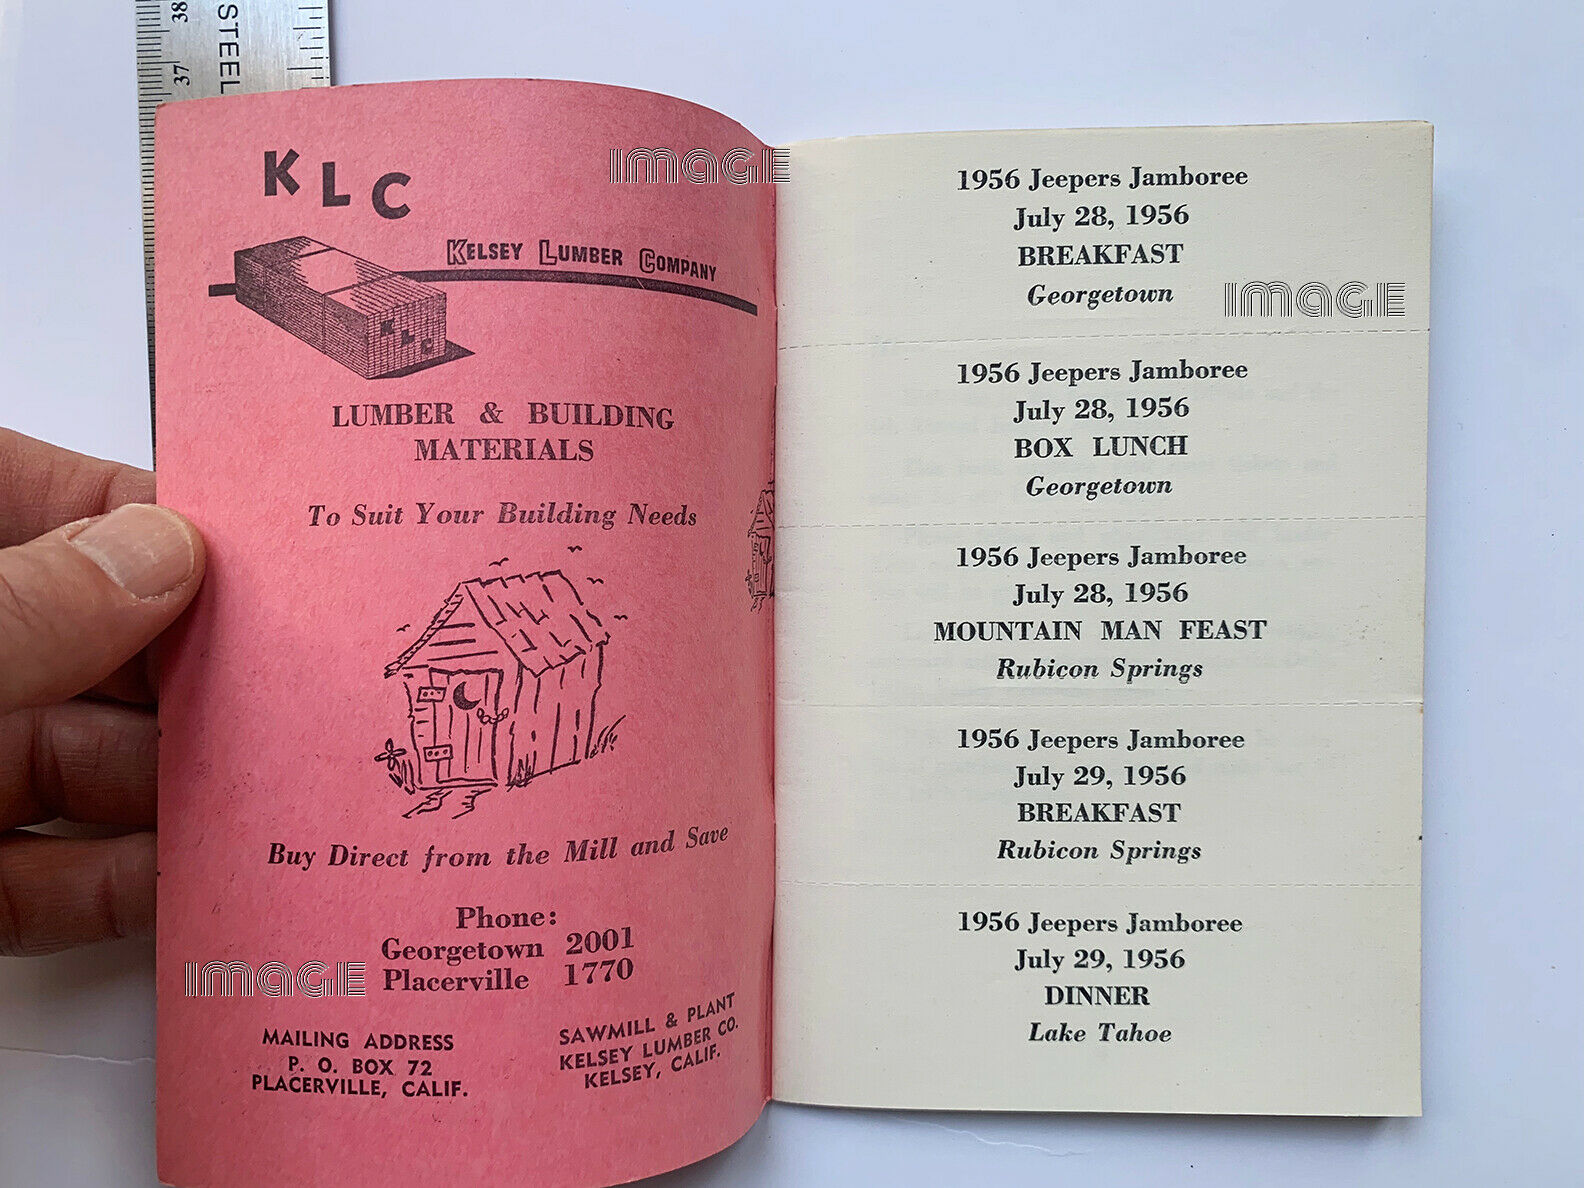 38
STEEL
37
KLC
KELSEY LUMBER COMPANY
KLC
LUMBER & BUILDING
MATERIALS
To Suit Your Building Needs
Buy Direct from the Mill and Save
Phone:
Georgetown 2001
Placerville 1770
MAILING ADDRESS
P. O. BOX 72
PLACERVILLE, CALIF.
SAWMILL & PLANT
KELSEY LUMBER CO.
KELSEY, CALIF.
IMAGE
IMAGE
IMAGE
1956 Jeepers Jamboree
July 28, 1956
BREAKFAST
Georgetown
1956 Jeepers Jamboree
July 28, 1956
BOX LUNCH
Georgetown
1956 Jeepers Jamboree
July 28, 1956
MOUNTAIN MAN FEAST
Rubicon Springs
1956 Jeepers Jamboree
July 29, 1956
BREAKFAST
Rubicon Springs
1956 Jeepers Jamboree
July 29, 1956
DINNER
Lake Tahoe